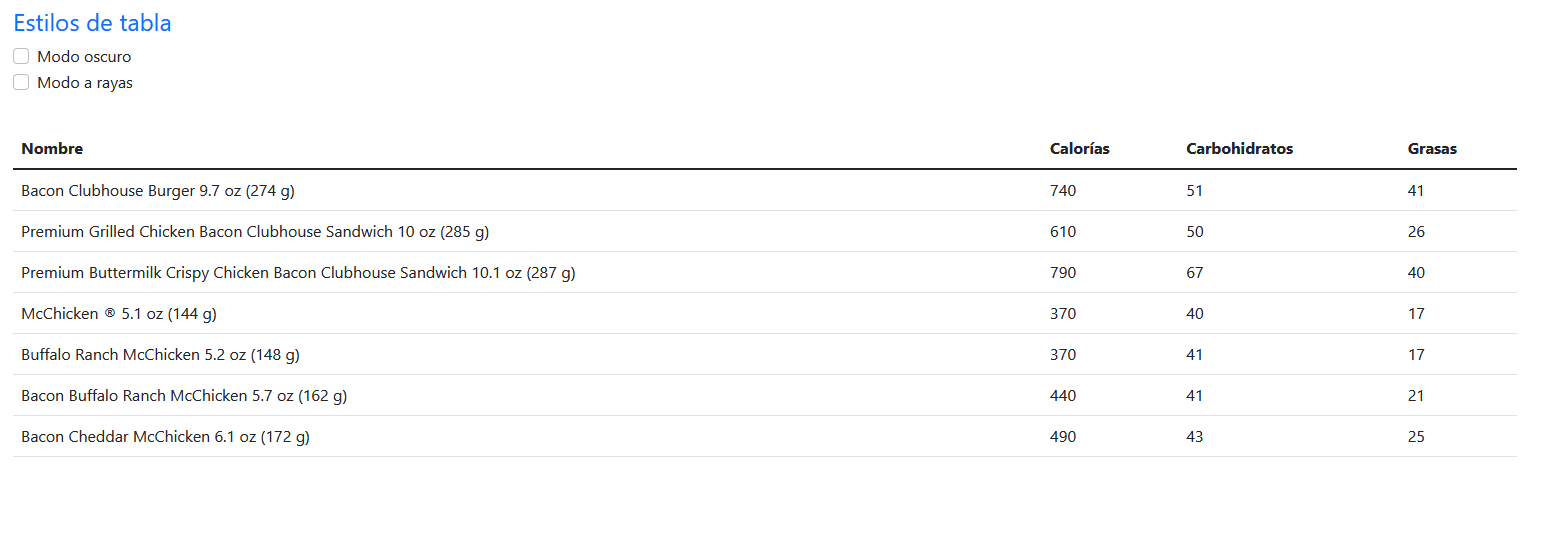 Estilos de tabla
Modo oscuro
Modo a rayas
Nombre Calorías Carbohidratos Grasas
Bacon Clubhouse Burger 9.7 oz (274 g) 740 51 41
Premium Grilled Chicken Bacon Clubhouse Sandwich 10 oz (285 g) 610 50 26
Premium Buttermilk Crispy Chicken Bacon Clubhouse Sandwich 10.1 oz (287 g) 790 67 40
McChicken ® 5.1 oz (144 g) 370 40 17
Buffalo Ranch McChicken 5.2 oz (148 g) 370 41 17
Bacon Buffalo Ranch McChicken 5.7 oz (162 g) 440 41 21
Bacon Cheddar McChicken 6.1 oz (172 g) 490 43 25